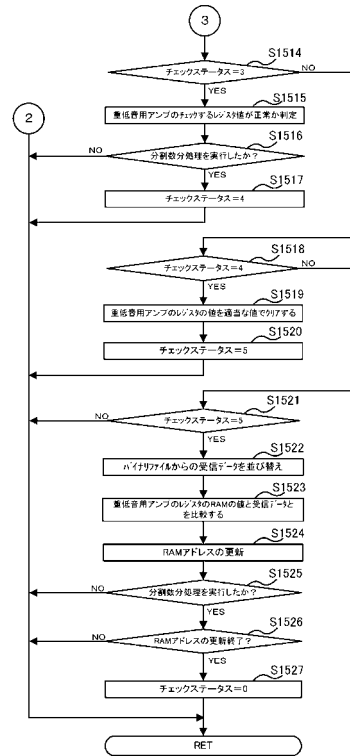 3
S1514
チェックステータス=3
NO
YES
S1515
重低音用アンプのチェックするレジスタ値が正常か判定
2
S1516
NO
分割数分処理を実行したか?
YES
S1517
チェックステータス=4
S1518
チェックステータス=4
NO
YES
S1519
重低音用アンプのレジスタの値を適当な値でクリアする
S1520
チェックステータス=5
S1521
NO
チェックステータス=5
YES
S1522
バイナリファイルからの受信データを並び替え
S1523
重低音用アンプのレジスタのRAMの値と受信データと
を比較する
S1524
RAMアドレスの更新
S1525
NO
分割数分処理を実行したか?
YES
S1526
NO
RAMアドレスの更新終了?
YES
S1527
チェックステータス=0
RET